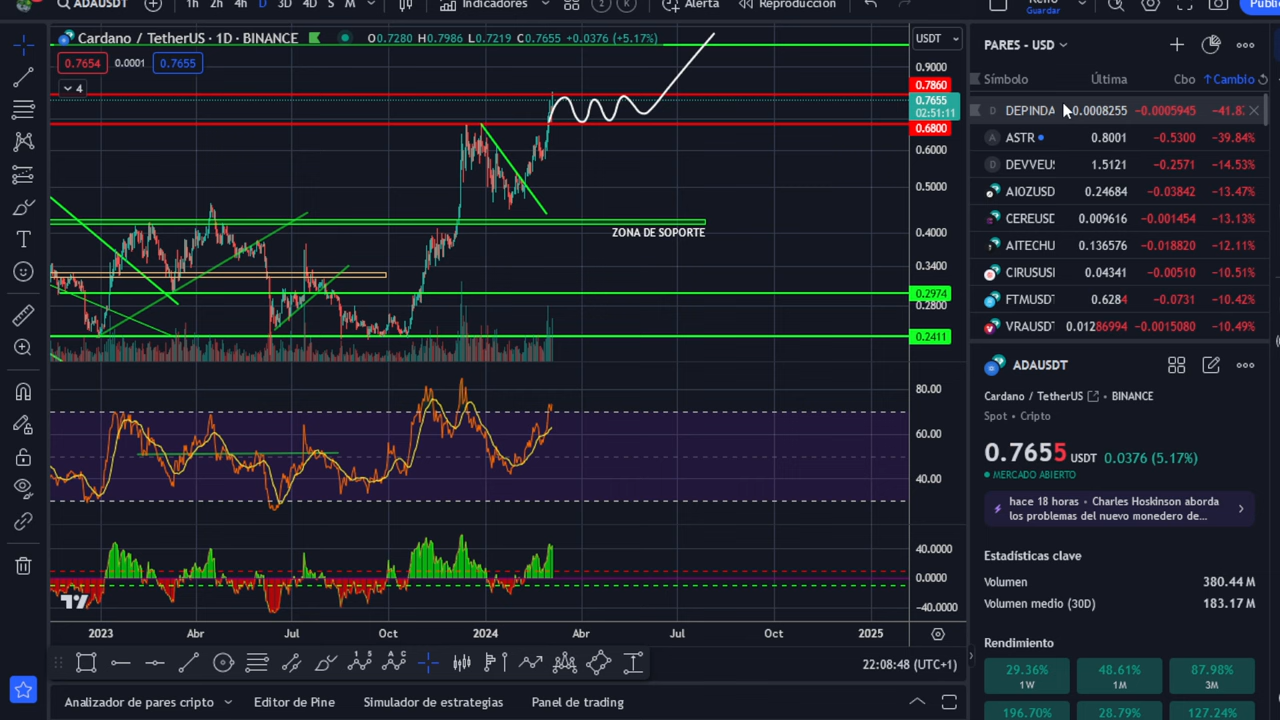 ADAUSDT
1h 2h 4h D 3D 4D S M
Indicadores
Alerta
Reproducción
Guardar
Cardano / TetherUS · 1D · BINANCE
O0.7280 H0.7986 L0.7219 C0.7655 +0.0376 (+5.17%)
USDT
0.7654 0.0001 0.7655
4
0.9000
0.7860
0.7655
02:51:11
0.6800
0.6000
0.5000
0.4000
0.3400
0.2974
0.2800
0.2411
ZONA DE SOPORTE
80.00
60.00
40.00
40.0000
0.0000
-40.0000
2023 Abr Jul Oct 2024 Abr Jul Oct 2025
22:08:48 (UTC+1)
Analizador de pares cripto
Editor de Pine
Simulador de estrategias
Panel de trading
PARES - USD
Símbolo Última Cbo Cambio
D DEPINDA 0.0008255 -0.0005945
A ASTR 0.8001 -0.5300 -39.84%
D DEVVEUS 1.5121 -0.2571 -14.53%
AIOZUSD 0.24684 -0.03842 -13.47%
CEREUSD 0.009616 -0.001454 -13.13%
AITECHU 0.136576 -0.018820 -12.11%
CIRUSUSI 0.04341 -0.00510 -10.51%
FTMUSDT 0.6284 -0.0731 -10.42%
VRAUSDT 0.01286994 -0.0015080 -10.49%
ADAUSDT
Cardano / TetherUS BINANCE
Spot • Cripto
0.7655 USDT 0.0376 (5.17%)
MERCADO ABIERTO
hace 18 horas • Charles Hoskinson aborda
los problemas del nuevo monedero de...
Estadísticas clave
Volumen 380.44 M
Volumen medio (30D) 183.17 M
Rendimiento
29.36% 48.61% 87.98%
1W 1M 3M
196.70% 28.79% 127.24%